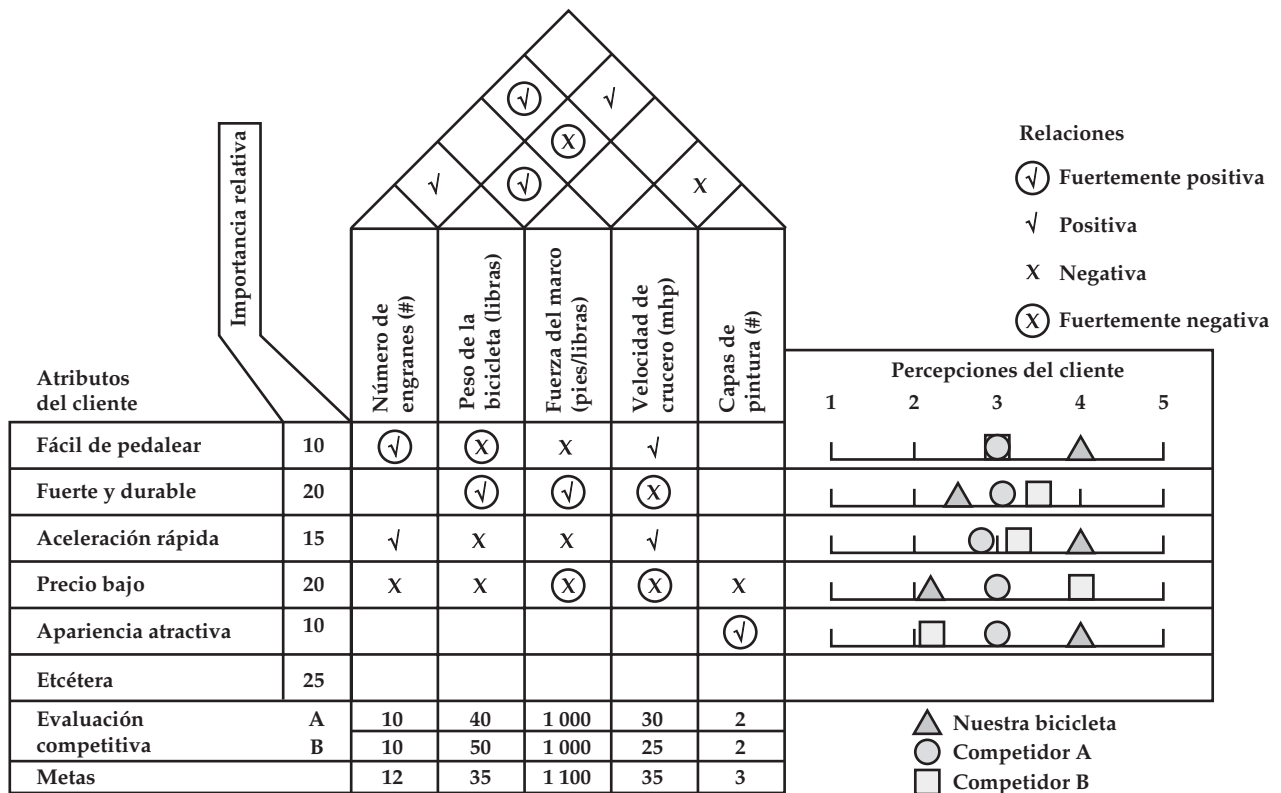 Importancia relativa
Relaciones
√ Fuertemente positiva
√ Positiva
X Negativa
X Fuertemente negativa
√
√
X
√
√
X
Número de
engranes (#)
Peso de la
bicicleta (libras)
Fuerza del marco
(pies/libras)
Velocidad de
crucero (mhp)
Capas de
pintura (#)
Atributos
del cliente
Percepciones del cliente
1 2 3 4 5
Fácil de pedalear 10 √ X X √
Fuerte y durable 20 √ √ X
Aceleración rápida 15 √ X X √
Precio bajo 20 X X X X X
Apariencia atractiva 10 √
Etcétera 25
Evaluación A 10 40 1 000 30 2
competitiva B 10 50 1 000 25 2
Metas 12 35 1 100 35 3
Nuestra bicicleta
Competidor A
Competidor B